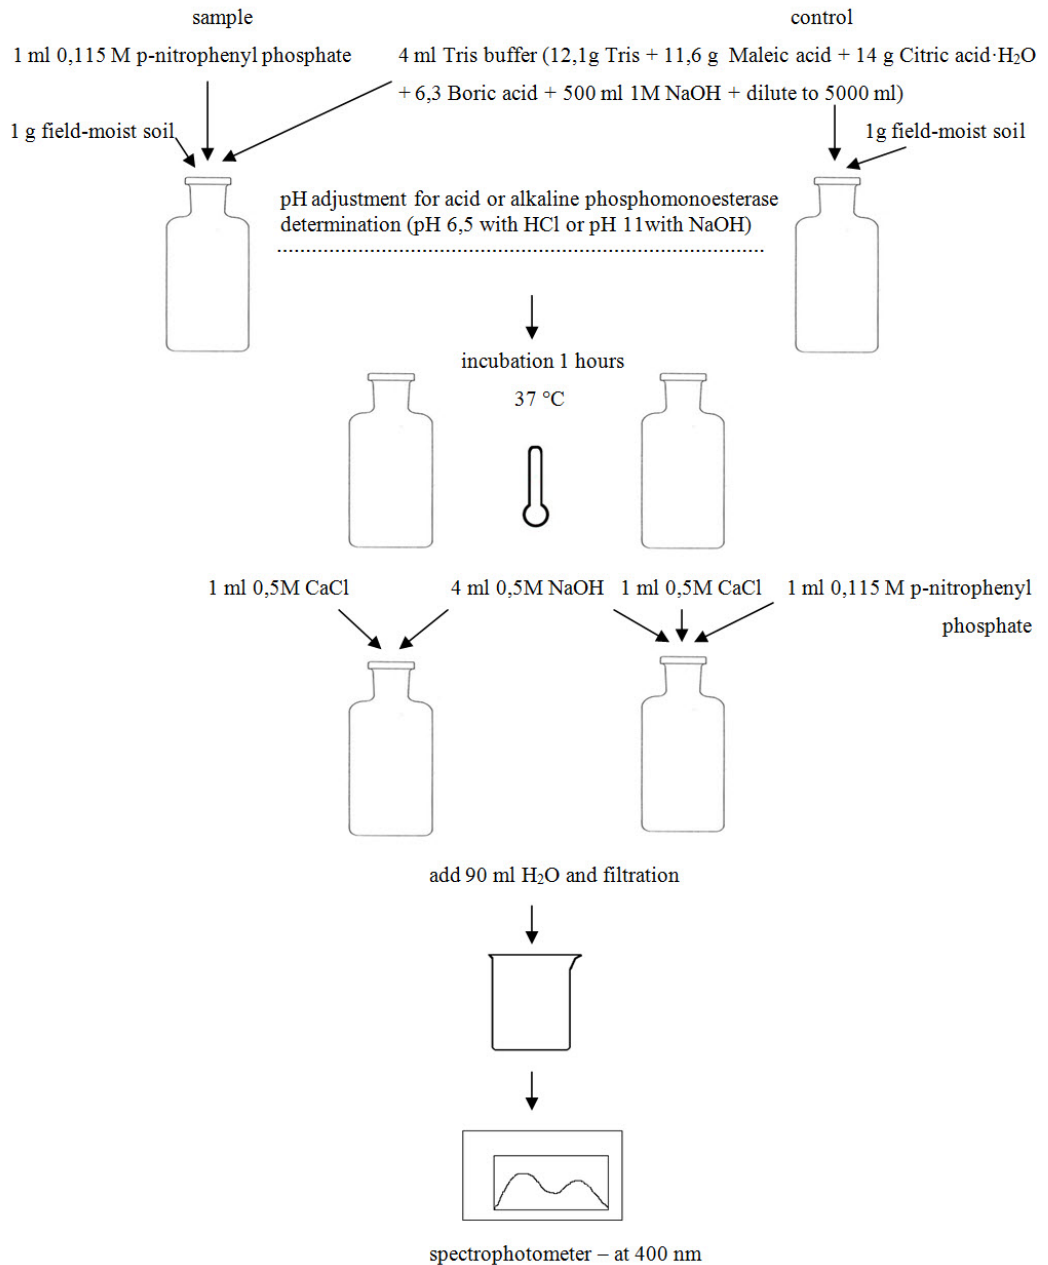 sample
control
1 ml 0,115 M p-nitrophenyl phosphate
4 ml Tris buffer (12,1g Tris + 11,6 g Maleic acid + 14 g Citric acid·H₂O
+ 6,3 Boric acid + 500 ml 1M NaOH + dilute to 5000 ml)
1 g field-moist soil
1g field-moist soil
pH adjustment for acid or alkaline phosphomonoesterase
determination (pH 6,5 with HCl or pH 11with NaOH)
incubation 1 hours
37 °C
1 ml 0,5M CaCl
4 ml 0,5M NaOH
1 ml 0,5M CaCl
1 ml 0,115 M p-nitrophenyl
phosphate
add 90 ml H₂O and filtration
spectrophotometer – at 400 nm